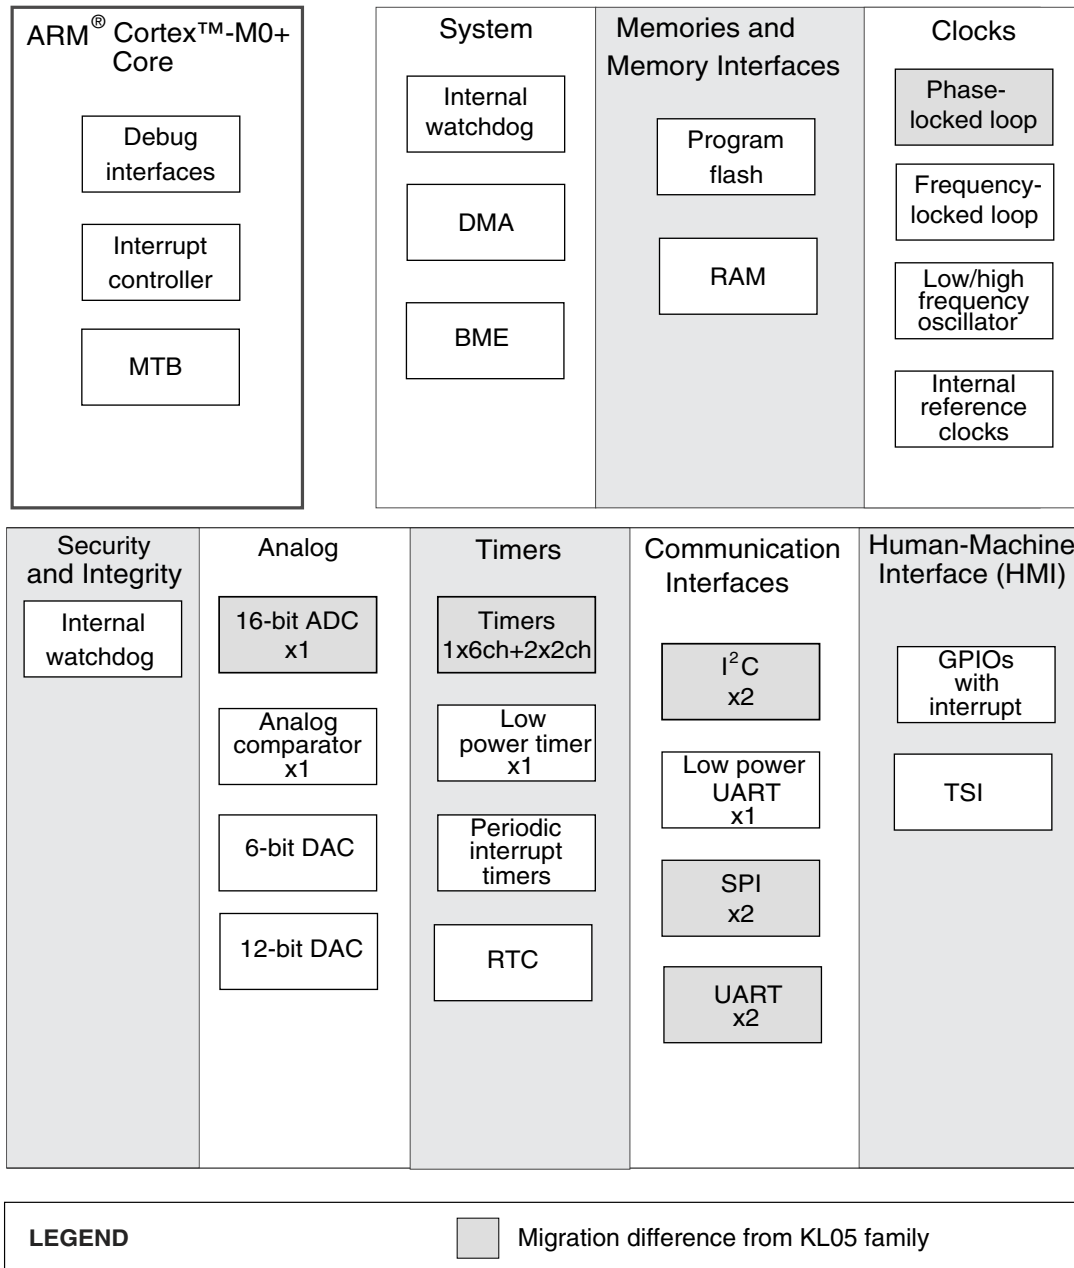 ARM® Cortex™-M0+
Core
Debug
interfaces
Interrupt
controller
MTB
System
Internal
watchdog
DMA
BME
Memories and
Memory Interfaces
Program
flash
RAM
Clocks
Phase-
locked loop
Frequency-
locked loop
Low/high
frequency
oscillator
Internal
reference
clocks
Security
and Integrity
Internal
watchdog
Analog
16-bit ADC
x1
Analog
comparator
x1
6-bit DAC
12-bit DAC
Timers
Timers
1x6ch+2x2ch
Low
power timer
x1
Periodic
interrupt
timers
RTC
Communication
Interfaces
I²C
x2
Low power
UART
x1
SPI
x2
UART
x2
Human-Machine
Interface (HMI)
GPIOs
with
interrupt
TSI
LEGEND
Migration difference from KL05 family